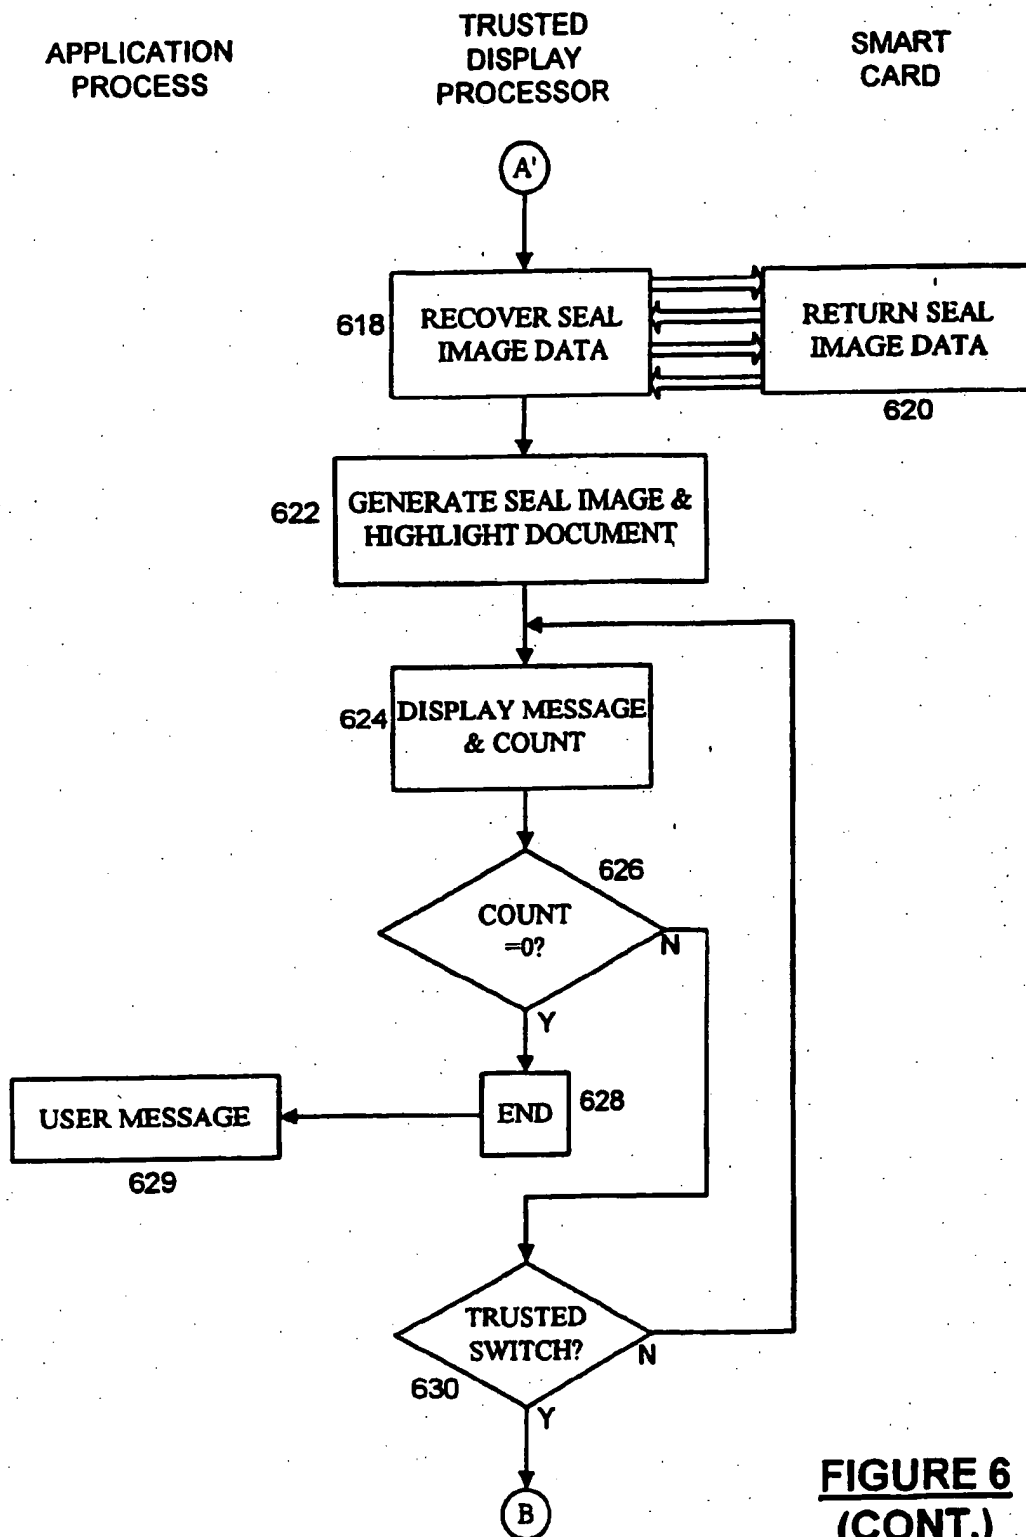 APPLICATION
PROCESS
TRUSTED
DISPLAY
PROCESSOR
SMART
CARD
A'
618
RECOVER SEAL
IMAGE DATA
RETURN SEAL
IMAGE DATA
620
622
GENERATE SEAL IMAGE &
HIGHLIGHT DOCUMENT
624
DISPLAY MESSAGE
& COUNT
626
COUNT
=0?
N
Y
USER MESSAGE
629
END
628
TRUSTED
SWITCH?
N
630
Y
B
FIGURE 6
(CONT.)